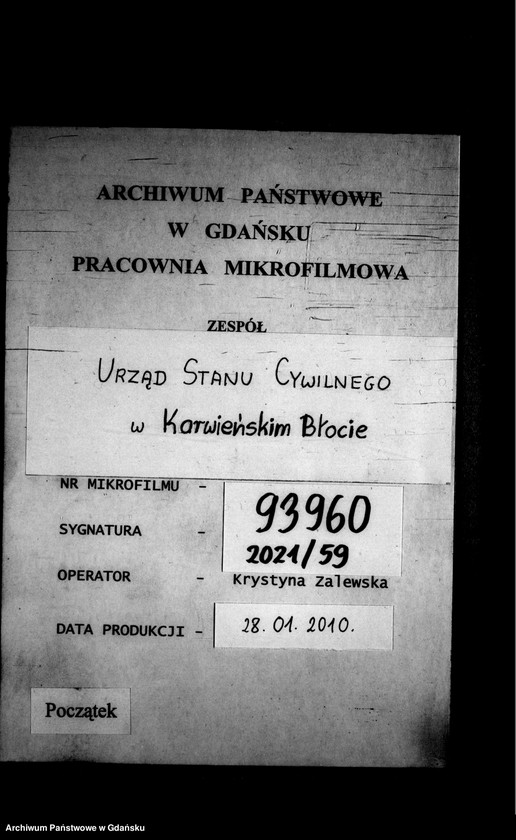 ARCHIWUM PAŃSTWOWE
W GDAŃSKU
PRACOWNIA MIKROFILMOWA
ZESPÓŁ
URZĄD STANU CYWILNEGO
w Karwieńskim Błocie
NR MIKROFILMU - 93960
SYGNATURA - 2021/59
OPERATOR - Krystyna Zalewska
DATA PRODUKCJI - 28.01.2010.
Początek
Archiwum Państwowe w Gdańsku